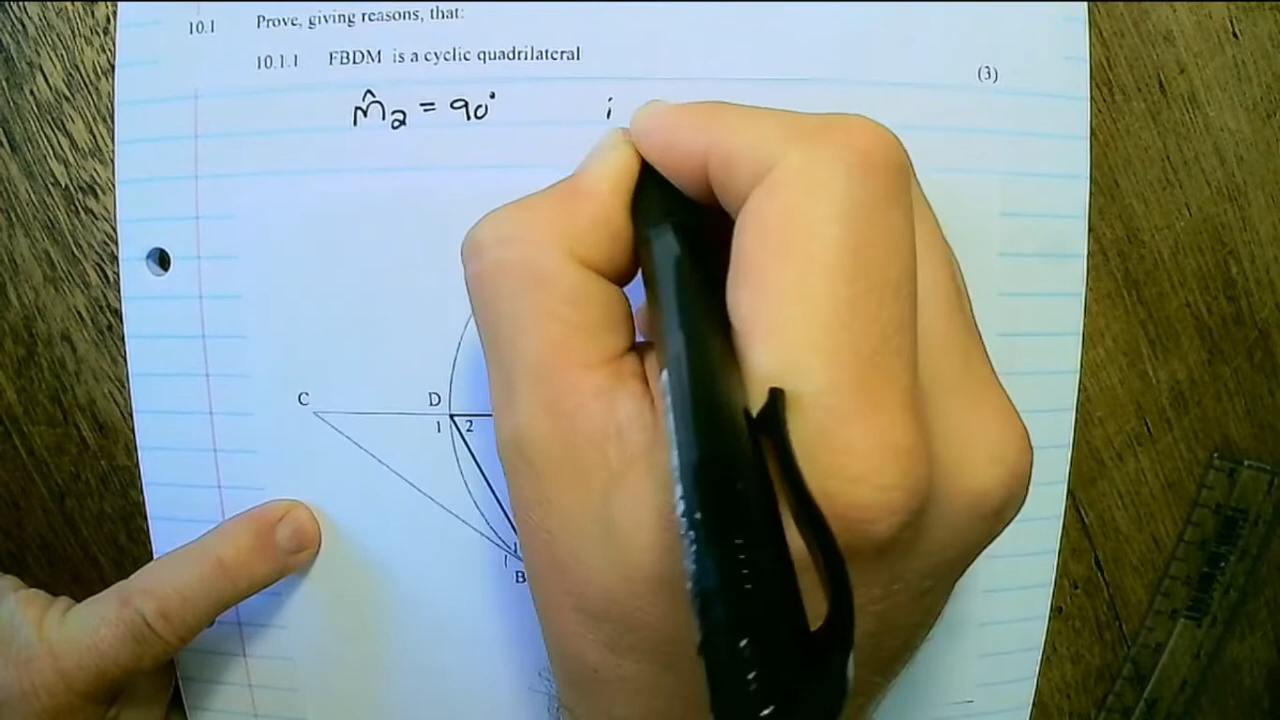 10.1 Prove, giving reasons, that:
10.1.1 FBDM is a cyclic quadrilateral
(3)
m̂₂ = 90° i
C D
1 2
1
B